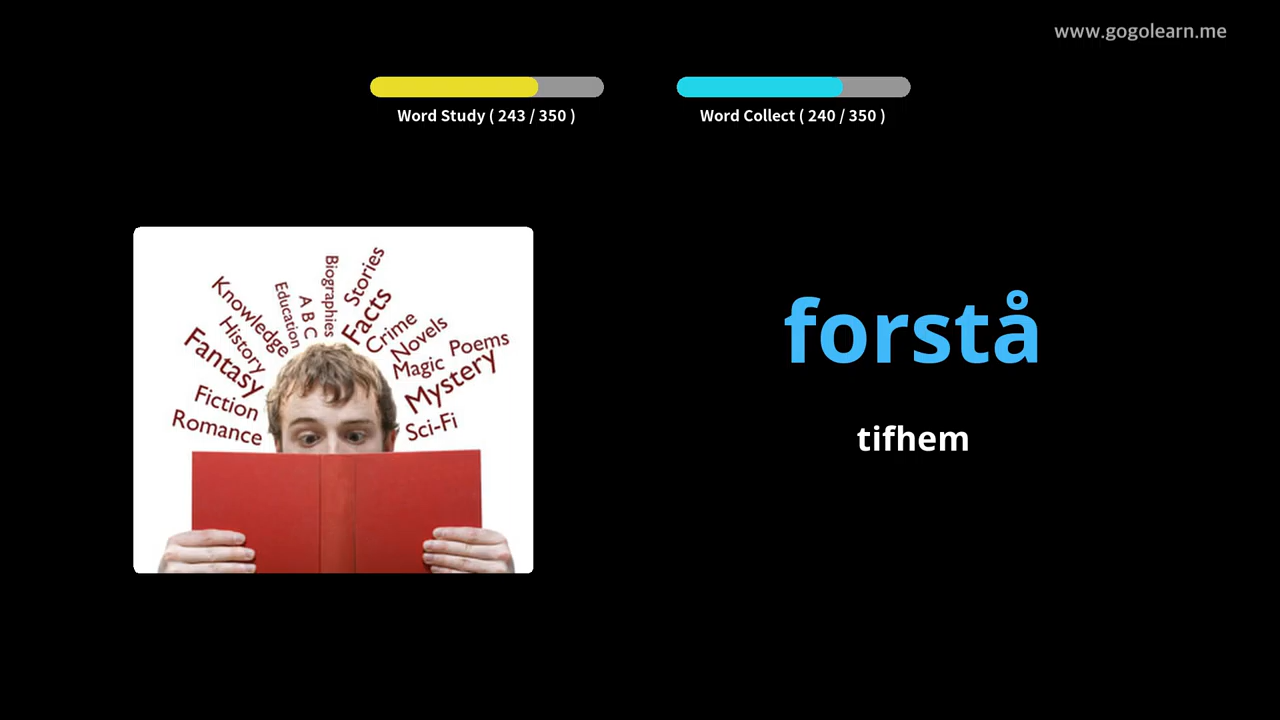 www.gogolearn.me
Word Study ( 243 / 350 )
Word Collect ( 240 / 350 )
Knowledge
Education
A B C
Biographies
Stories
Facts
Crime
Novels
Poems
Magic
Mystery
Sci-Fi
History
Fantasy
Fiction
Romance
forstå
tifhem